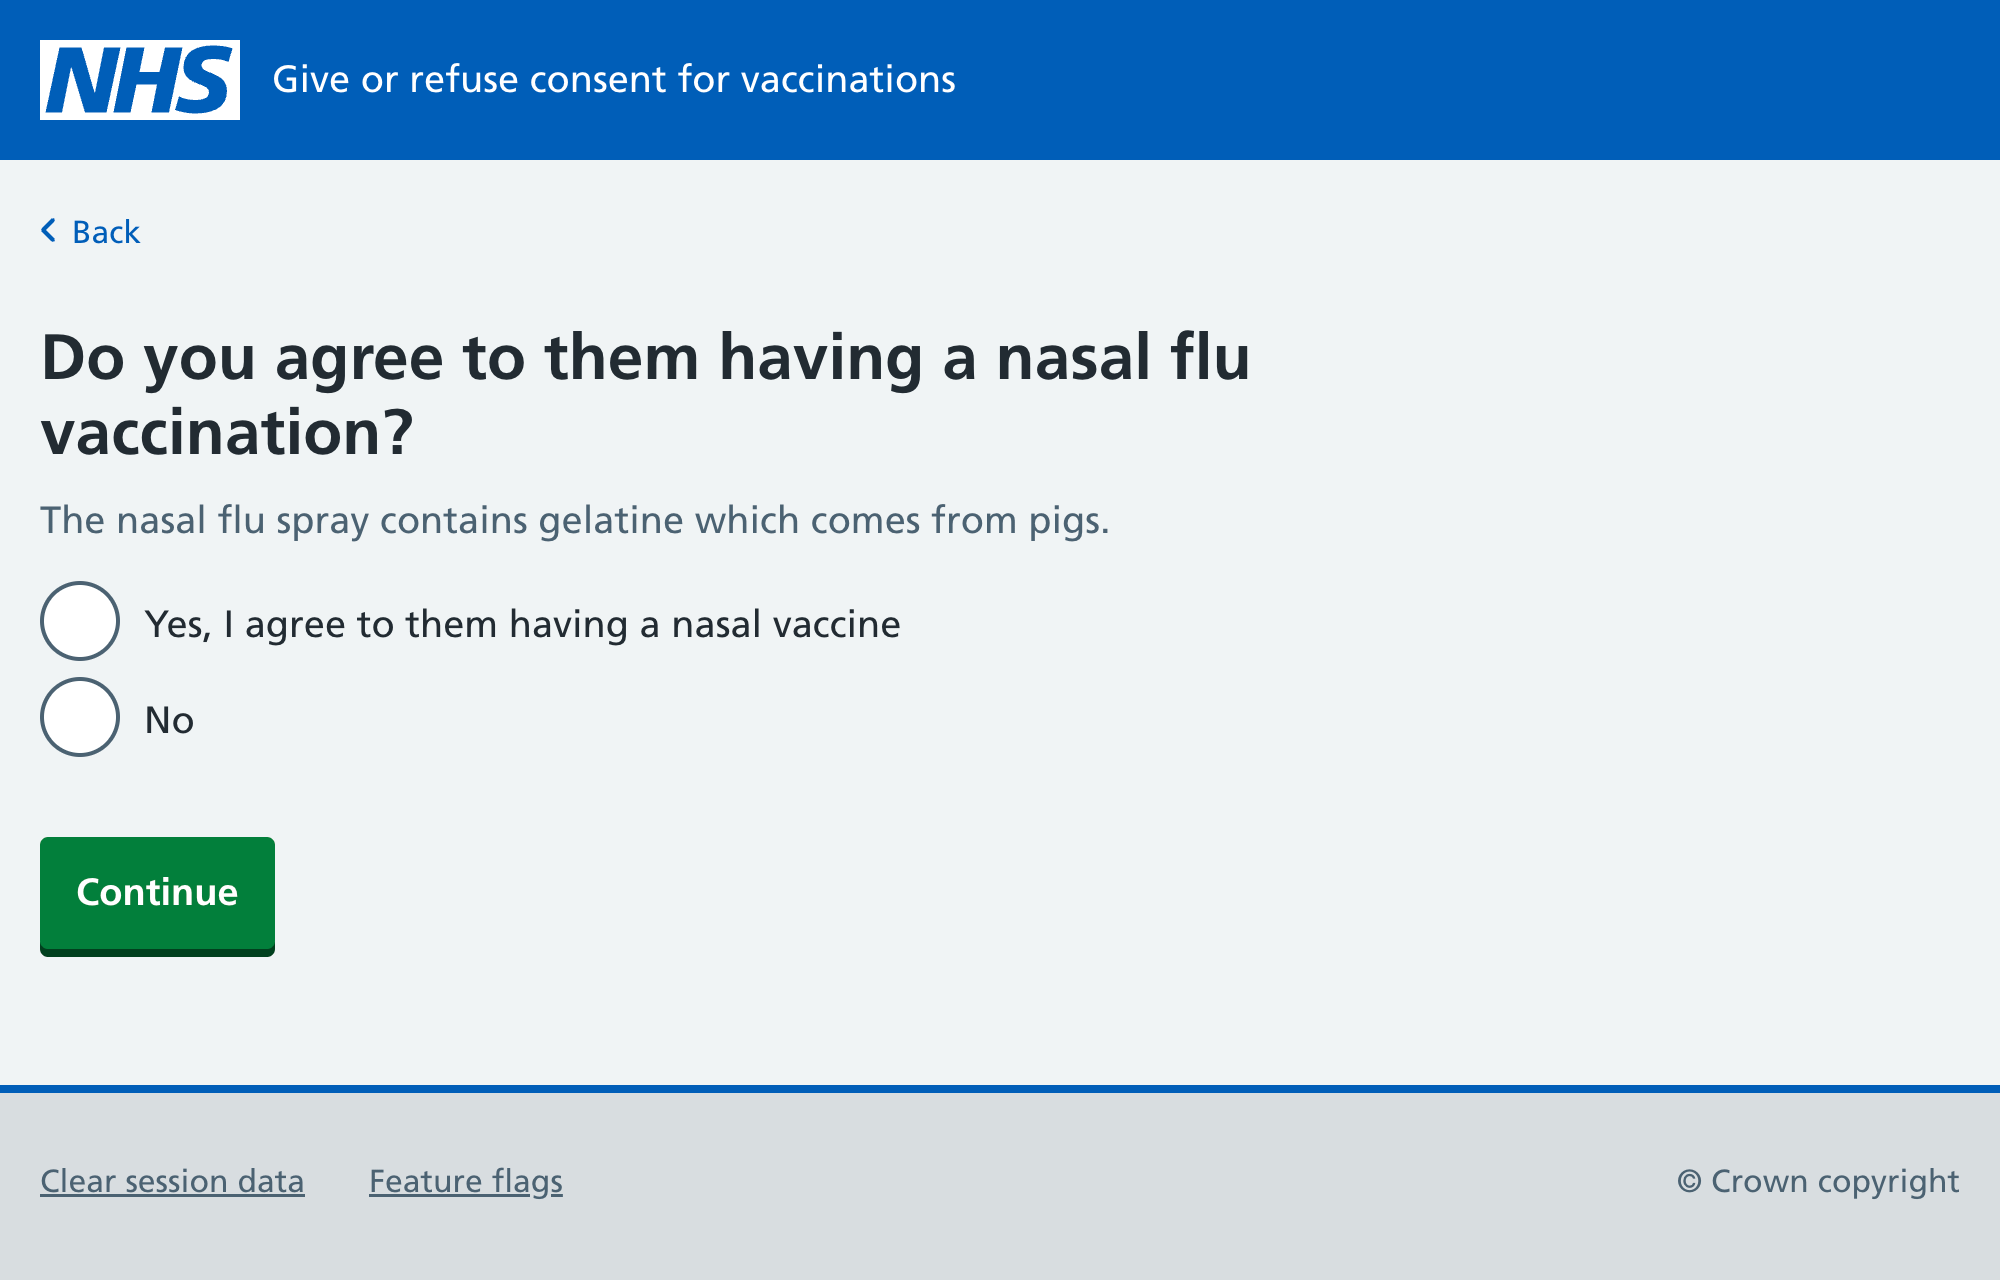 NHS
Give or refuse consent for vaccinations
Back
Do you agree to them having a nasal flu
vaccination?
The nasal flu spray contains gelatine which comes from pigs.
Yes, I agree to them having a nasal vaccine
No
Continue
Clear session data
Feature flags
© Crown copyright